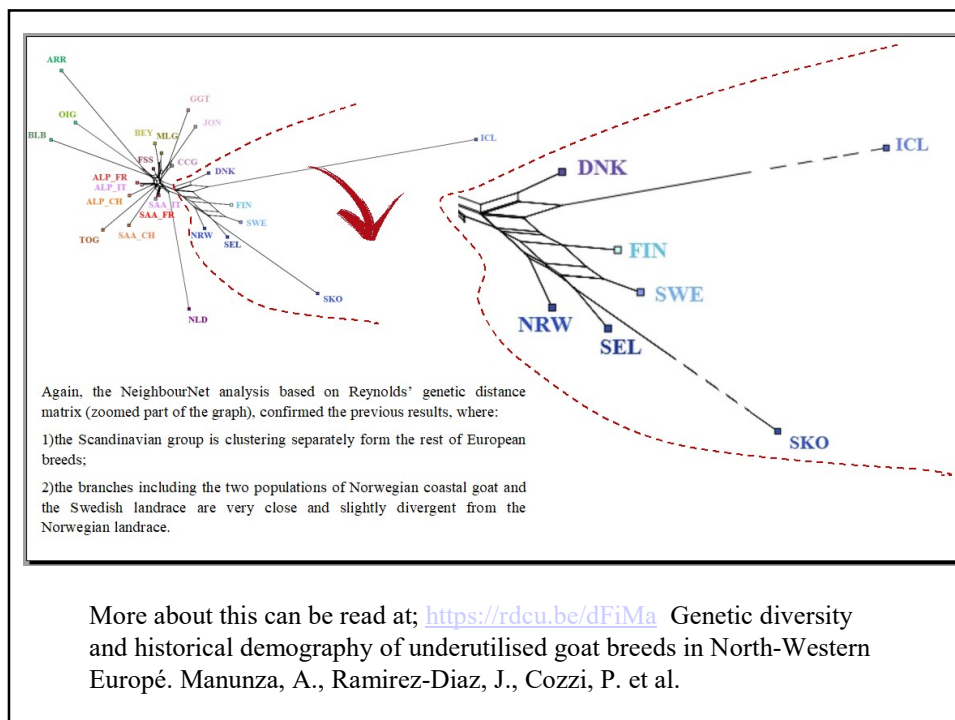 ARR
GGT
OIG
JON
BLB
BEY
MLG
ICL
FSS
CCG
DNK
ALP_FR
ALP_IT
ALP_CH
SAA_IT
SAA_FR
FIN
SWE
TOG
SAA_CH
NRW
SEL
SKO
NLD
ICL
DNK
FIN
SWE
NRW
SEL
SKO
Again, the NeighbourNet analysis based on Reynolds' genetic distance
matrix (zoomed part of the graph), confirmed the previous results, where:
1)the Scandinavian group is clustering separately form the rest of European
breeds;
2)the branches including the two populations of Norwegian coastal goat and
the Swedish landrace are very close and slightly divergent from the
Norwegian landrace.
More about this can be read at; https://rdcu.be/dFiMa Genetic diversity
and historical demography of underutilised goat breeds in North-Western
Europé. Manunza, A., Ramirez-Diaz, J., Cozzi, P. et al.